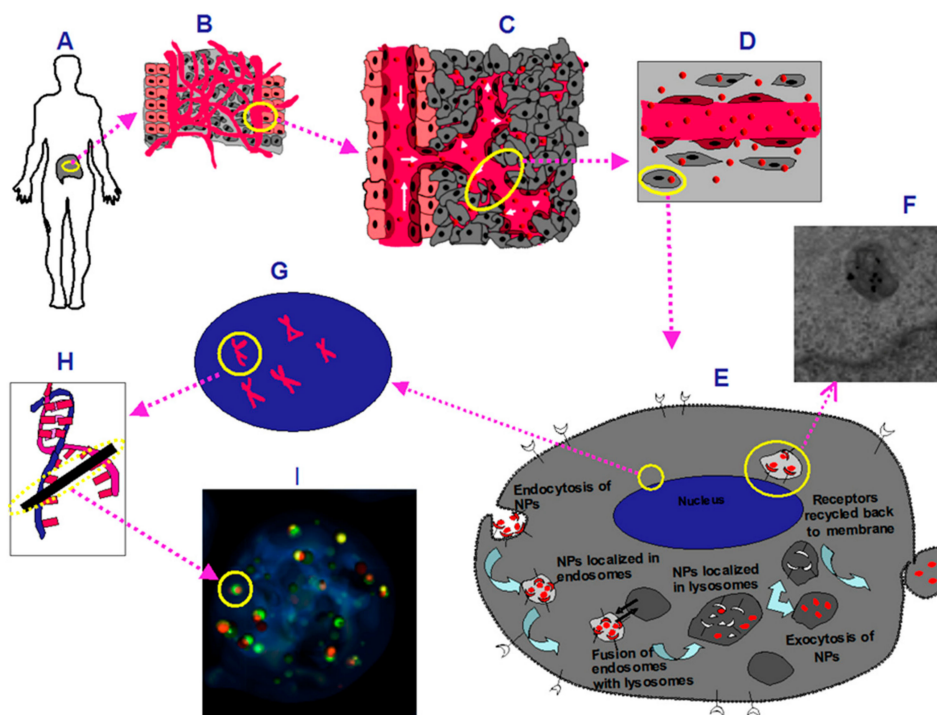 A
B
C
D
F
G
H
I
E
Endocytosis of
NPs
Nucleus
Receptors
recycled back
to membrane
NPs localized in
endosomes
NPs localized
in lysosomes
Fusion of
endosomes
with lysosomes
Exocytosis of
NPs